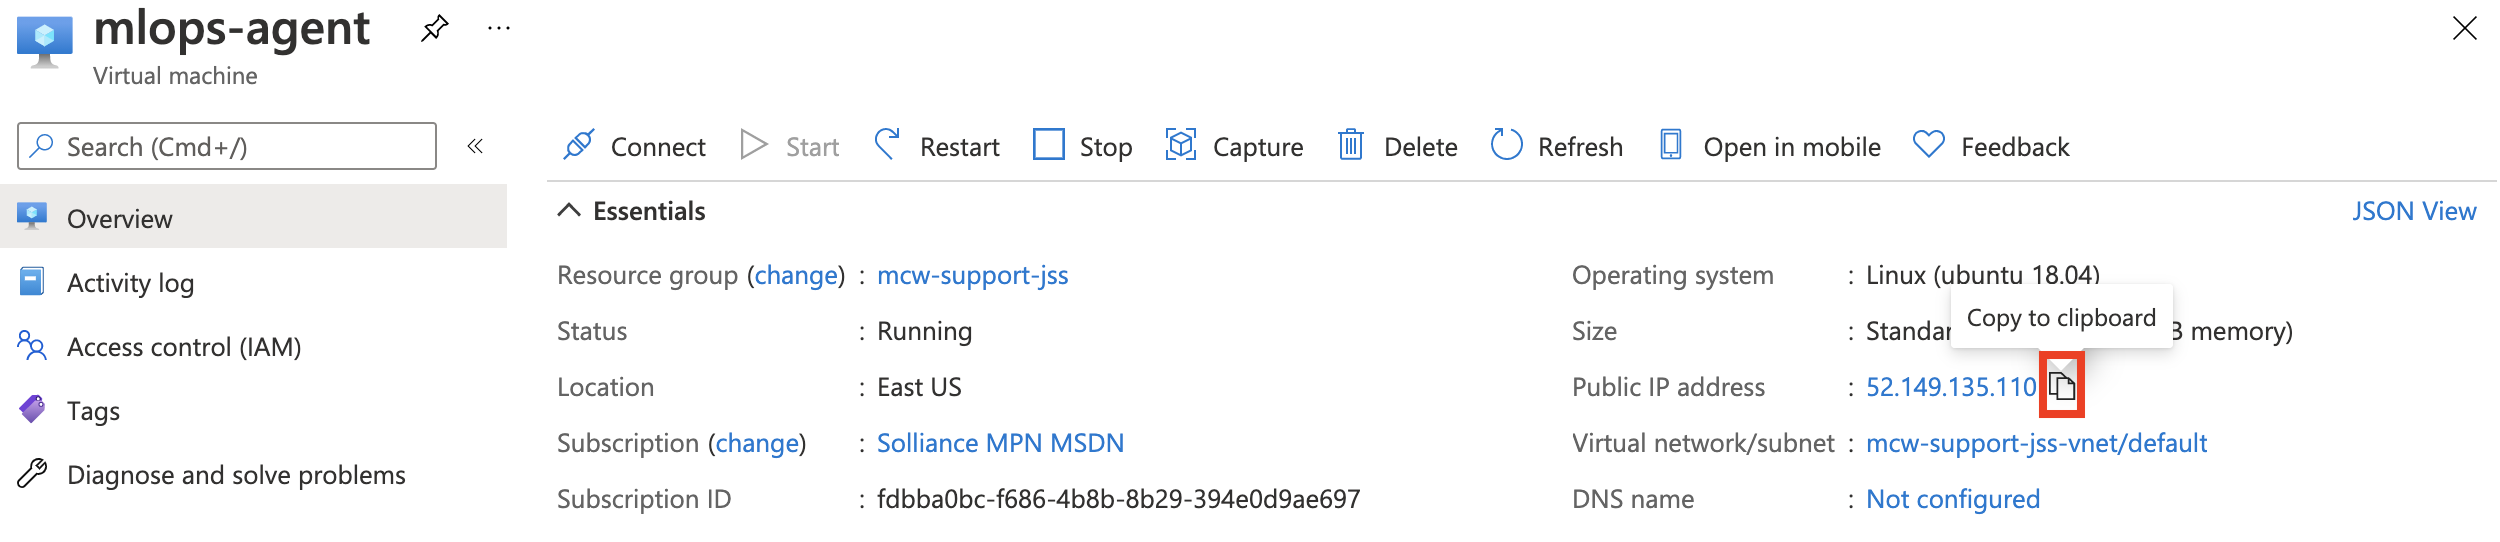 mlops-agent
Virtual machine
Search (Cmd+/)
Connect Start Restart Stop Capture Delete Refresh Open in mobile Feedback
Overview
Activity log
Access control (IAM)
Tags
Diagnose and solve problems
Essentials
JSON View
Resource group (change) : mcw-support-jss
Status : Running
Location : East US
Subscription (change) : Solliance MPN MSDN
Subscription ID : fdbba0bc-f686-4b8b-8b29-394e0d9ae697
Operating system : Linux (ubuntu 18.04)
Copy to clipboard
Size : memory)
Public IP address : 52.149.135.110
Virtual network/subnet : mcw-support-jss-vnet/default
DNS name : Not configured